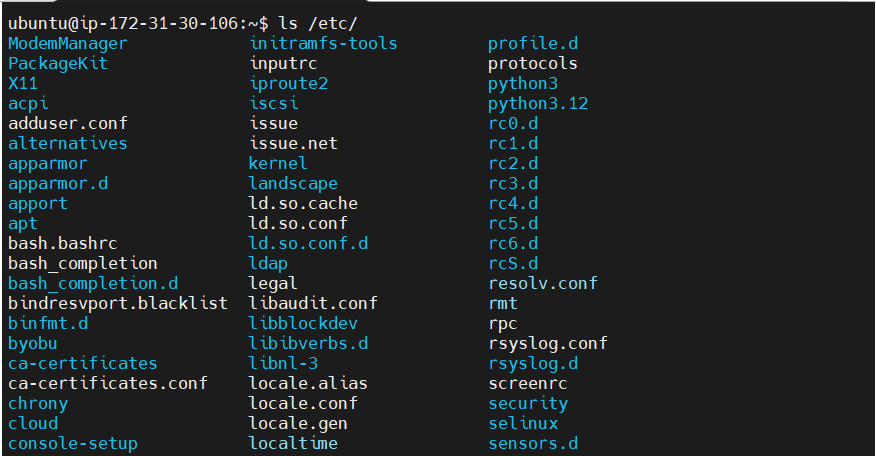 ubuntu@ip-172-31-30-106:~$ ls /etc/
ModemManager initramfs-tools profile.d
PackageKit inputrc protocols
X11 iproute2 python3
acpi iscsi python3.12
adduser.conf issue rc0.d
alternatives issue.net rc1.d
apparmor kernel rc2.d
apparmor.d landscape rc3.d
apport ld.so.cache rc4.d
apt ld.so.conf rc5.d
bash.bashrc ld.so.conf.d rc6.d
bash_completion ldap rcS.d
bash_completion.d legal resolv.conf
bindresvport.blacklist libaudit.conf rmt
binfmt.d libblockdev rpc
byobu libibverbs.d rsyslog.conf
ca-certificates libnl-3 rsyslog.d
ca-certificates.conf locale.alias screenrc
chrony locale.conf security
cloud locale.gen selinux
console-setup localtime sensors.d